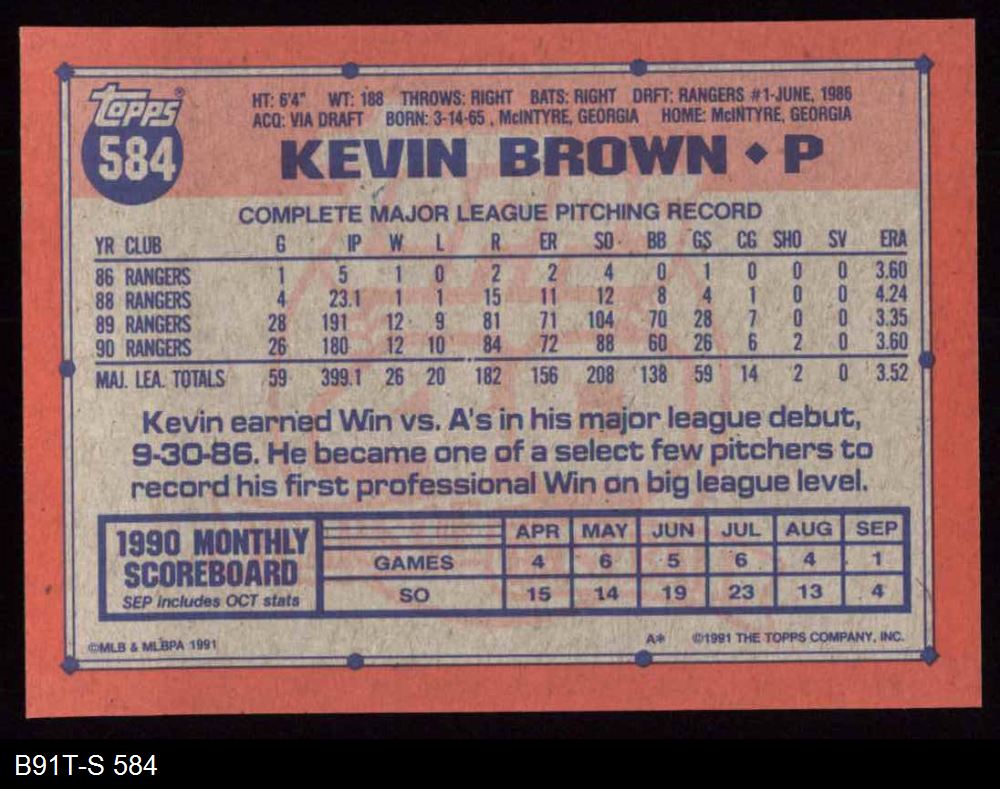 topps®
584
HT: 6'4" WT: 188 THROWS: RIGHT BATS: RIGHT DRFT: RANGERS #1-JUNE, 1986
ACQ: VIA DRAFT BORN: 3-14-65, McINTYRE, GEORGIA HOME: McINTYRE, GEORGIA
KEVIN BROWN ◆ P
COMPLETE MAJOR LEAGUE PITCHING RECORD
YR CLUB G IP W L R ER SO BB GS CG SHO SV ERA
86 RANGERS 1 5 1 0 2 2 4 0 1 0 0 0 3.60
88 RANGERS 4 23.1 1 1 15 11 12 8 4 1 0 0 4.24
89 RANGERS 28 191 12 9 81 71 104 70 28 7 0 0 3.35
90 RANGERS 26 180 12 10 84 72 88 60 26 6 2 0 3.60
MAJ. LEA. TOTALS 59 399.1 26 20 182 156 208 138 59 14 2 0 3.52
Kevin earned Win vs. A's in his major league debut,
9-30-86. He became one of a select few pitchers to
record his first professional Win on big league level.
1990 MONTHLY
SCOREBOARD
SEP includes OCT stats
APR MAY JUN JUL AUG SEP
GAMES 4 6 5 6 4 1
SO 15 14 19 23 13 4
©MLB & MLBPA 1991
A* ©1991 THE TOPPS COMPANY, INC.
B91T-S 584